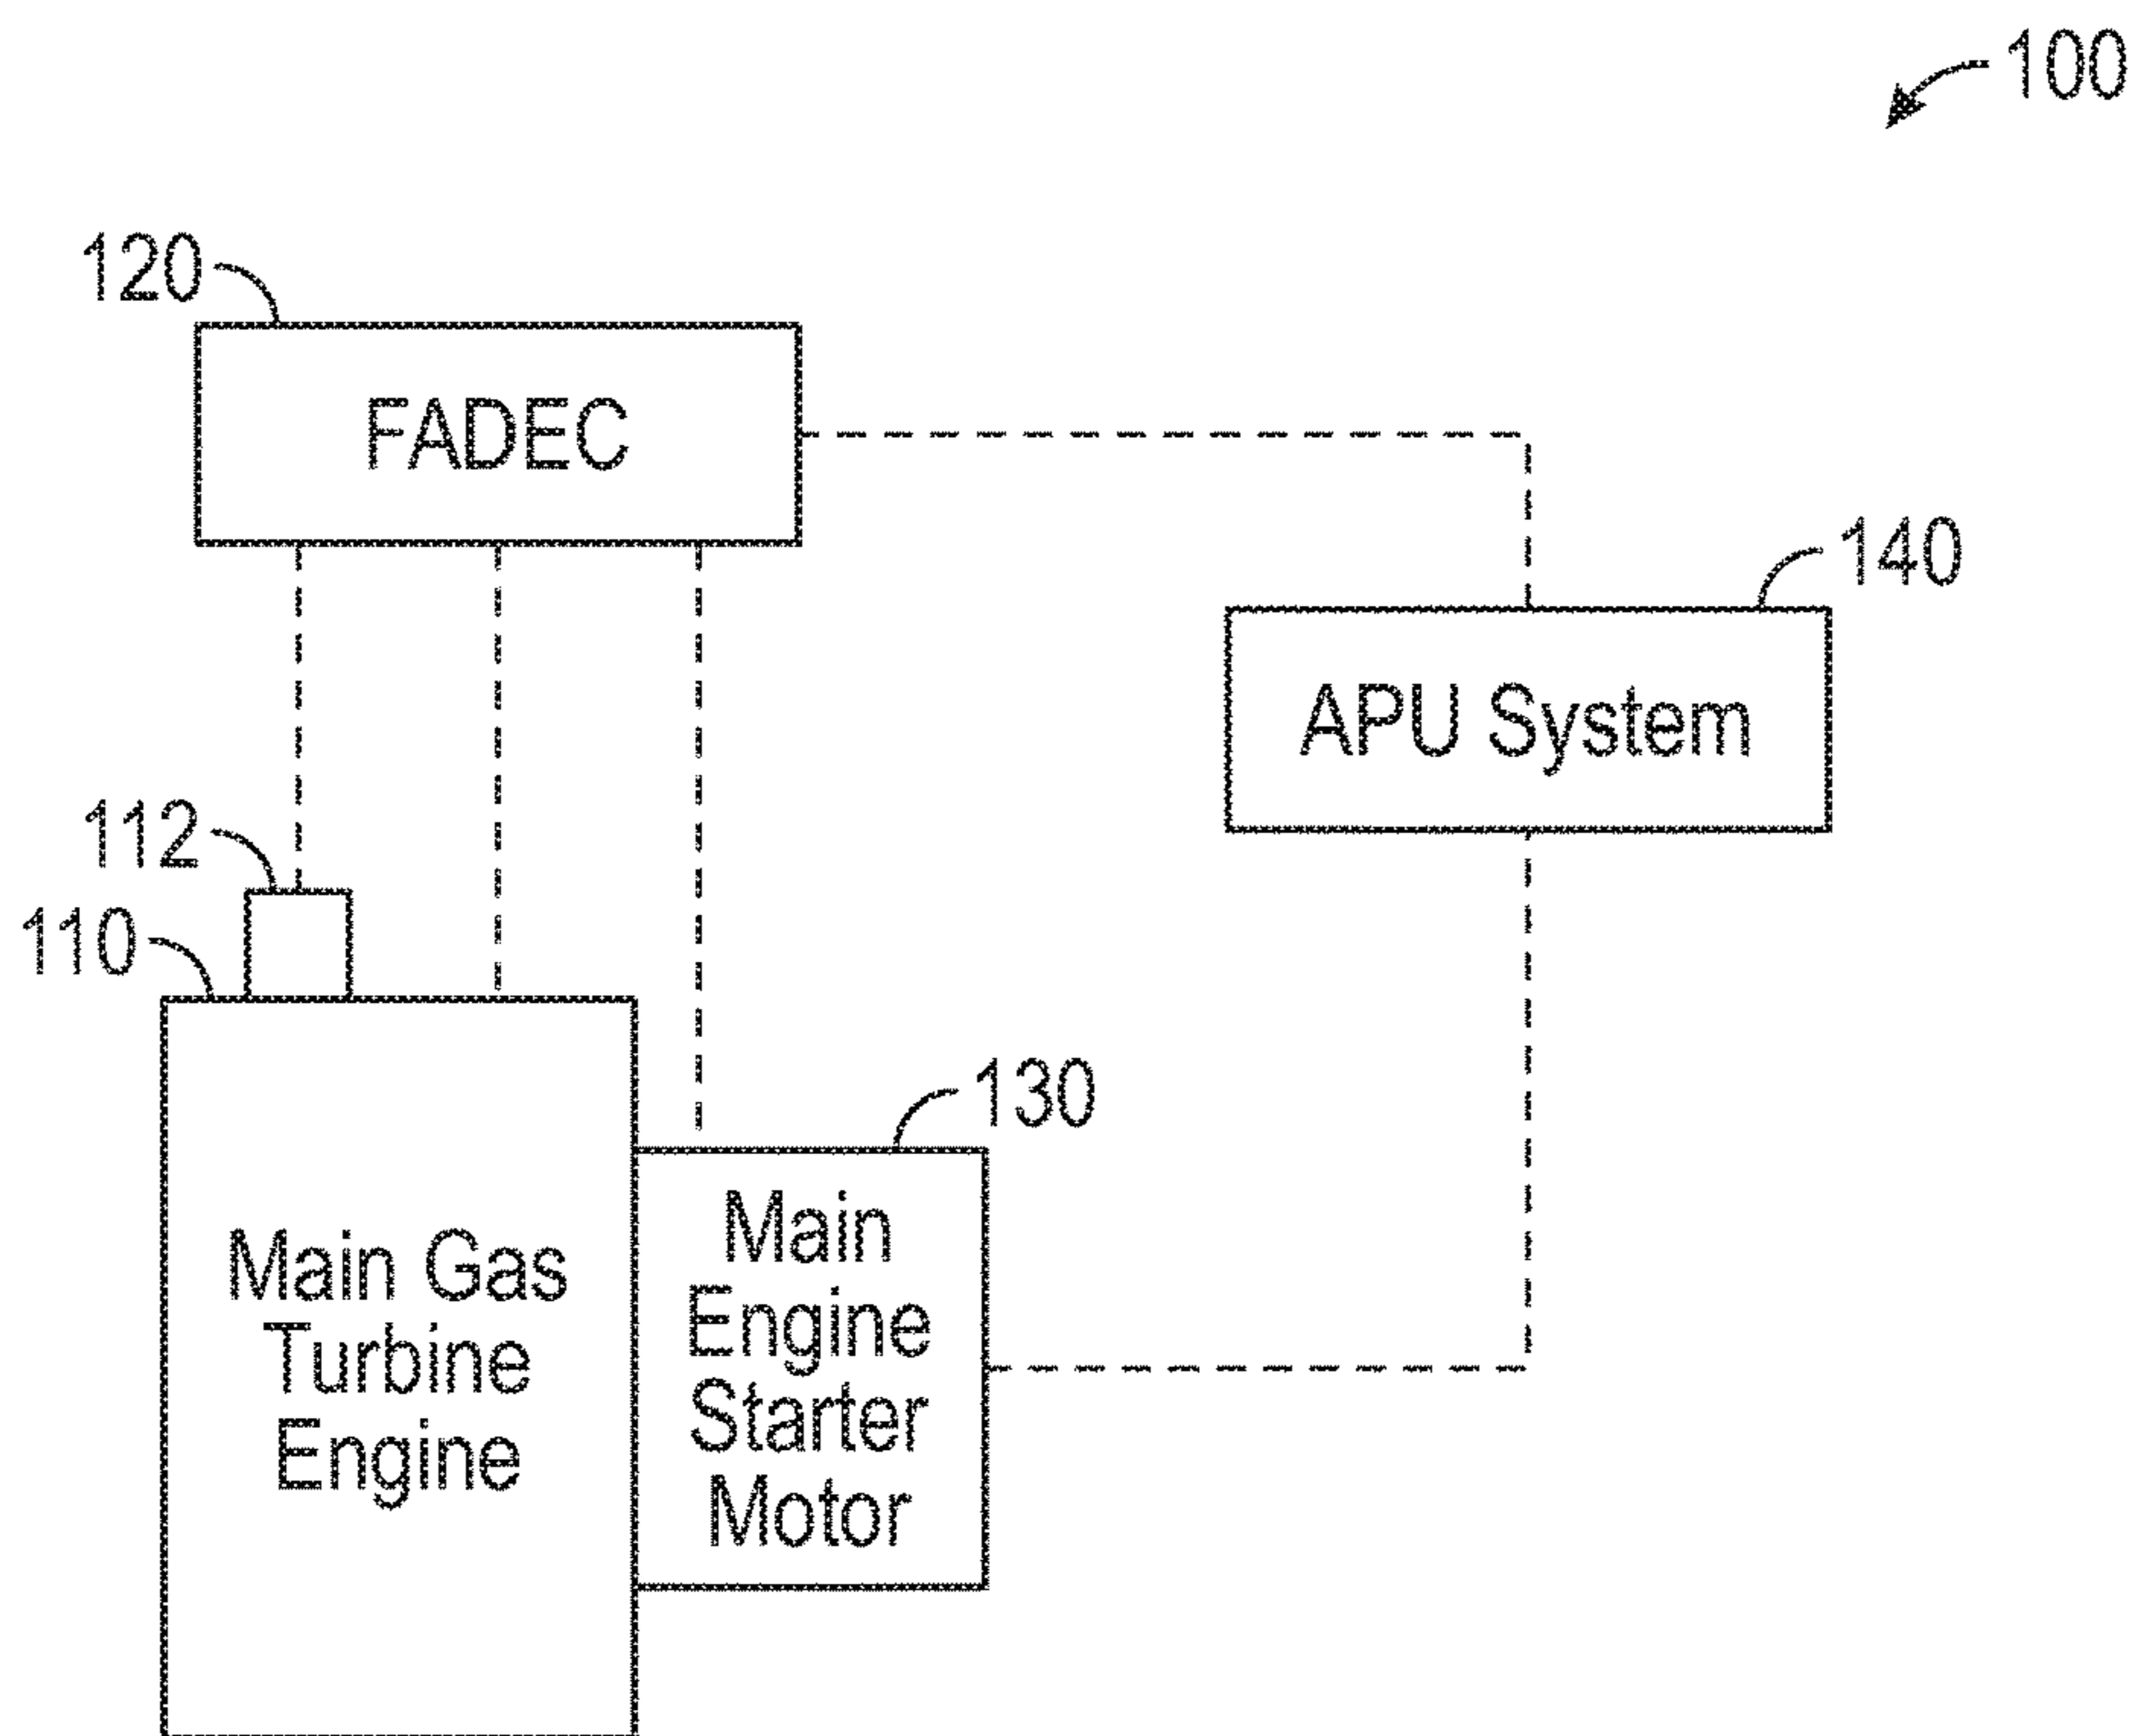 100
120
FADEC
140
APU System
112
110
130
Main Gas
Turbine
Engine
Main
Engine
Starter
Motor